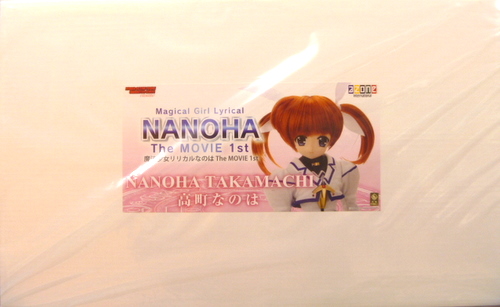 azone
Magical Girl Lyrical
NANOHA
The MOVIE 1st
魔法少女リリカルなのは The MOVIE 1st
NANOHA TAKAMACHI
高町なのは